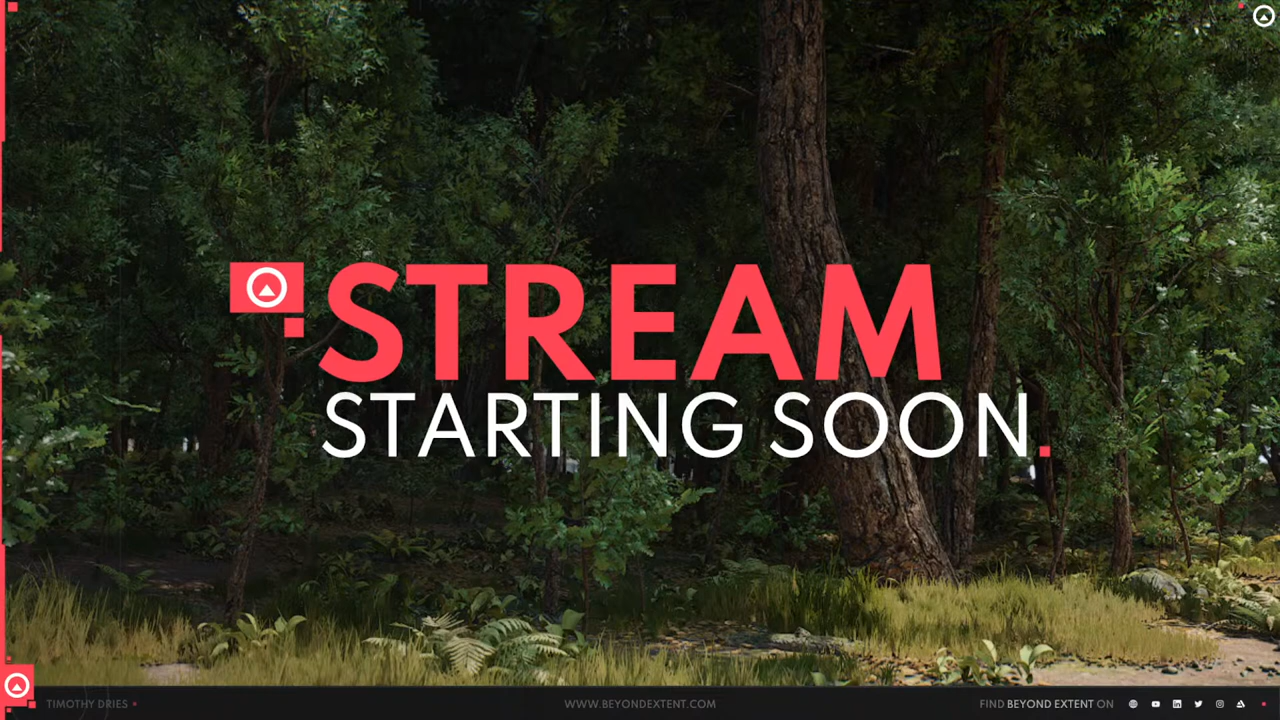 STREAM
STARTING SOON.
TIMOTHY DRIES
WWW.BEYONDEXTENT.COM
FIND BEYOND EXTENT ON